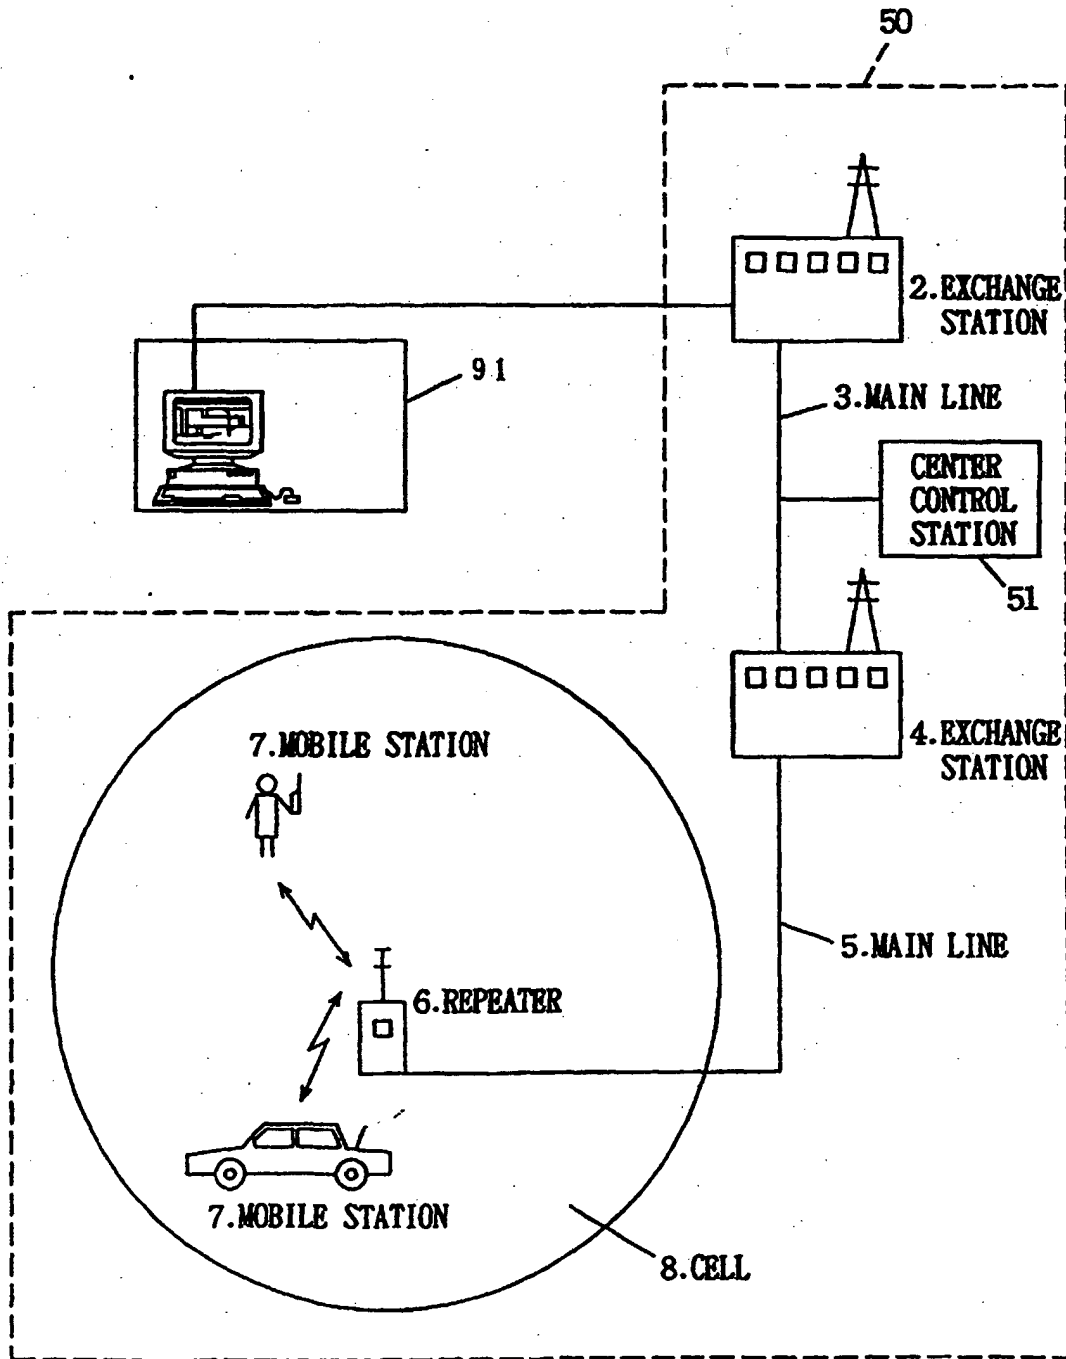 50
2.EXCHANGE
STATION
91
3.MAIN LINE
CENTER
CONTROL
STATION
51
4.EXCHANGE
STATION
7.MOBILE STATION
5.MAIN LINE
6.REPEATER
7.MOBILE STATION
8.CELL